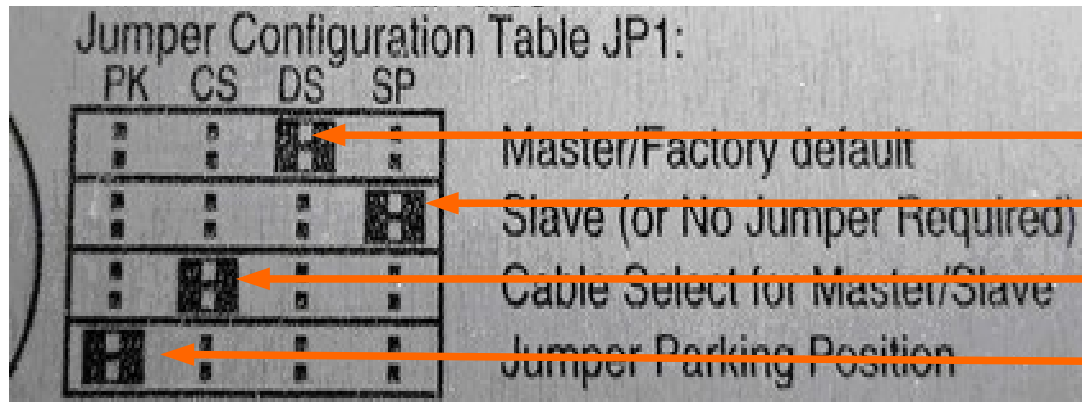 Jumper Configuration Table JP1:
PK CS DS SP
Master/Factory default
Slave (or No Jumper Required)
Cable Select for Master/Slave
Jumper Parking Position